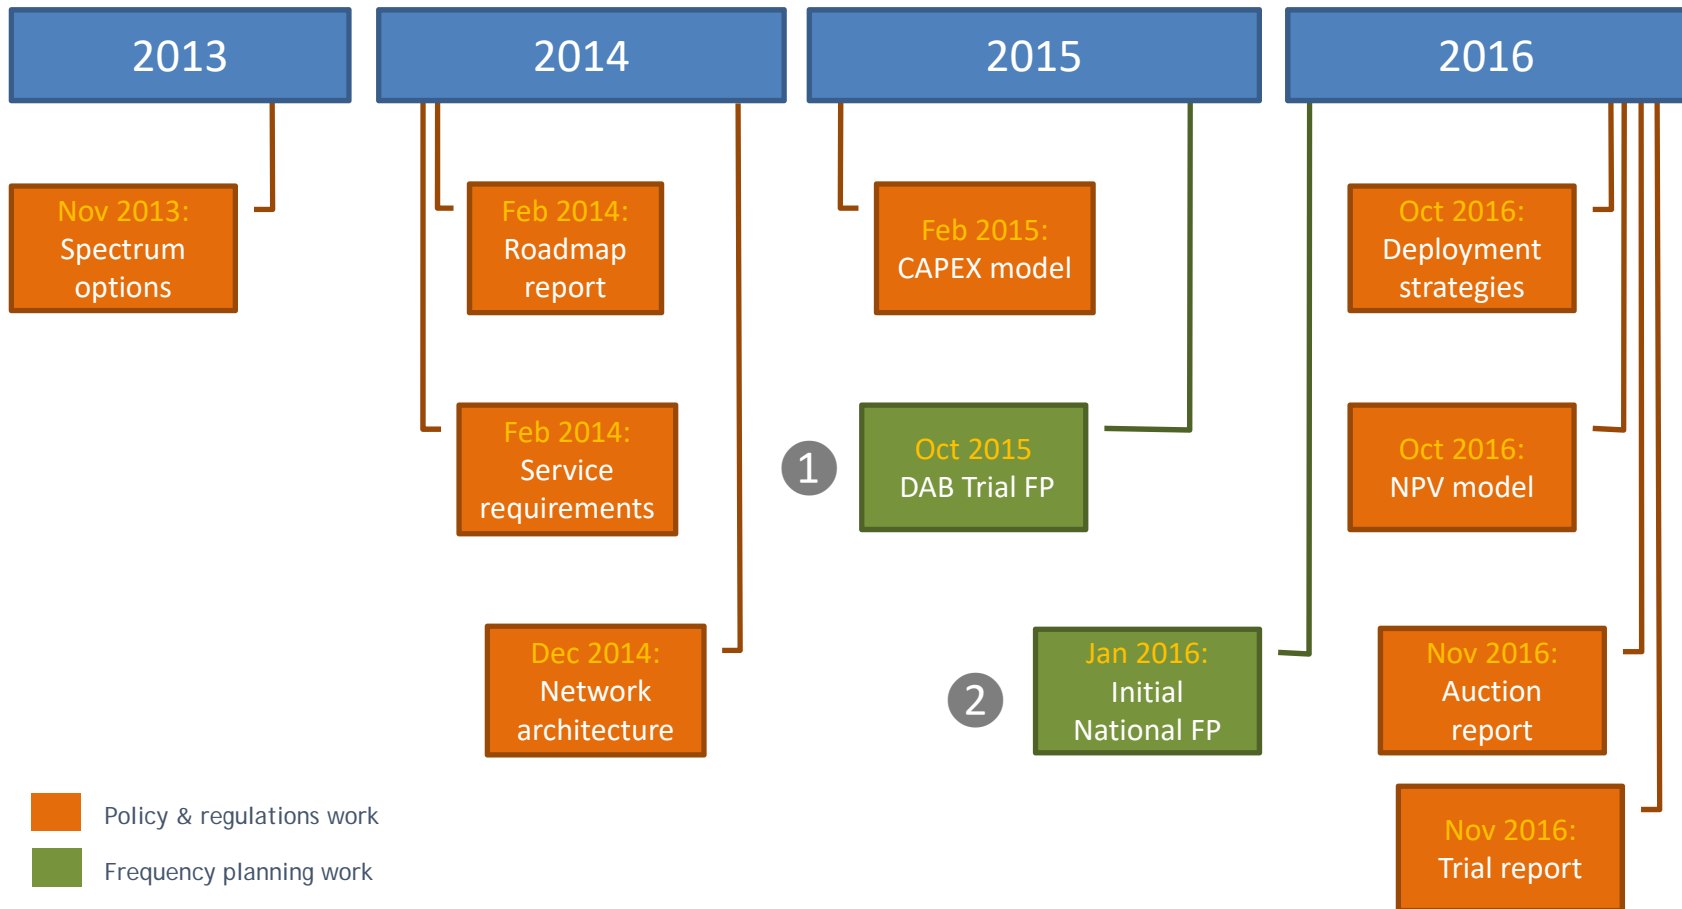 2013
2014
2015
2016
Nov 2013:
Spectrum
options
Feb 2014:
Roadmap
report
Feb 2015:
CAPEX model
Oct 2016:
Deployment
strategies
Feb 2014:
Service
requirements
1
Oct 2015
DAB Trial FP
Oct 2016:
NPV model
Dec 2014:
Network
architecture
2
Jan 2016:
Initial
National FP
Nov 2016:
Auction
report
Nov 2016:
Trial report
Policy & regulations work
Frequency planning work